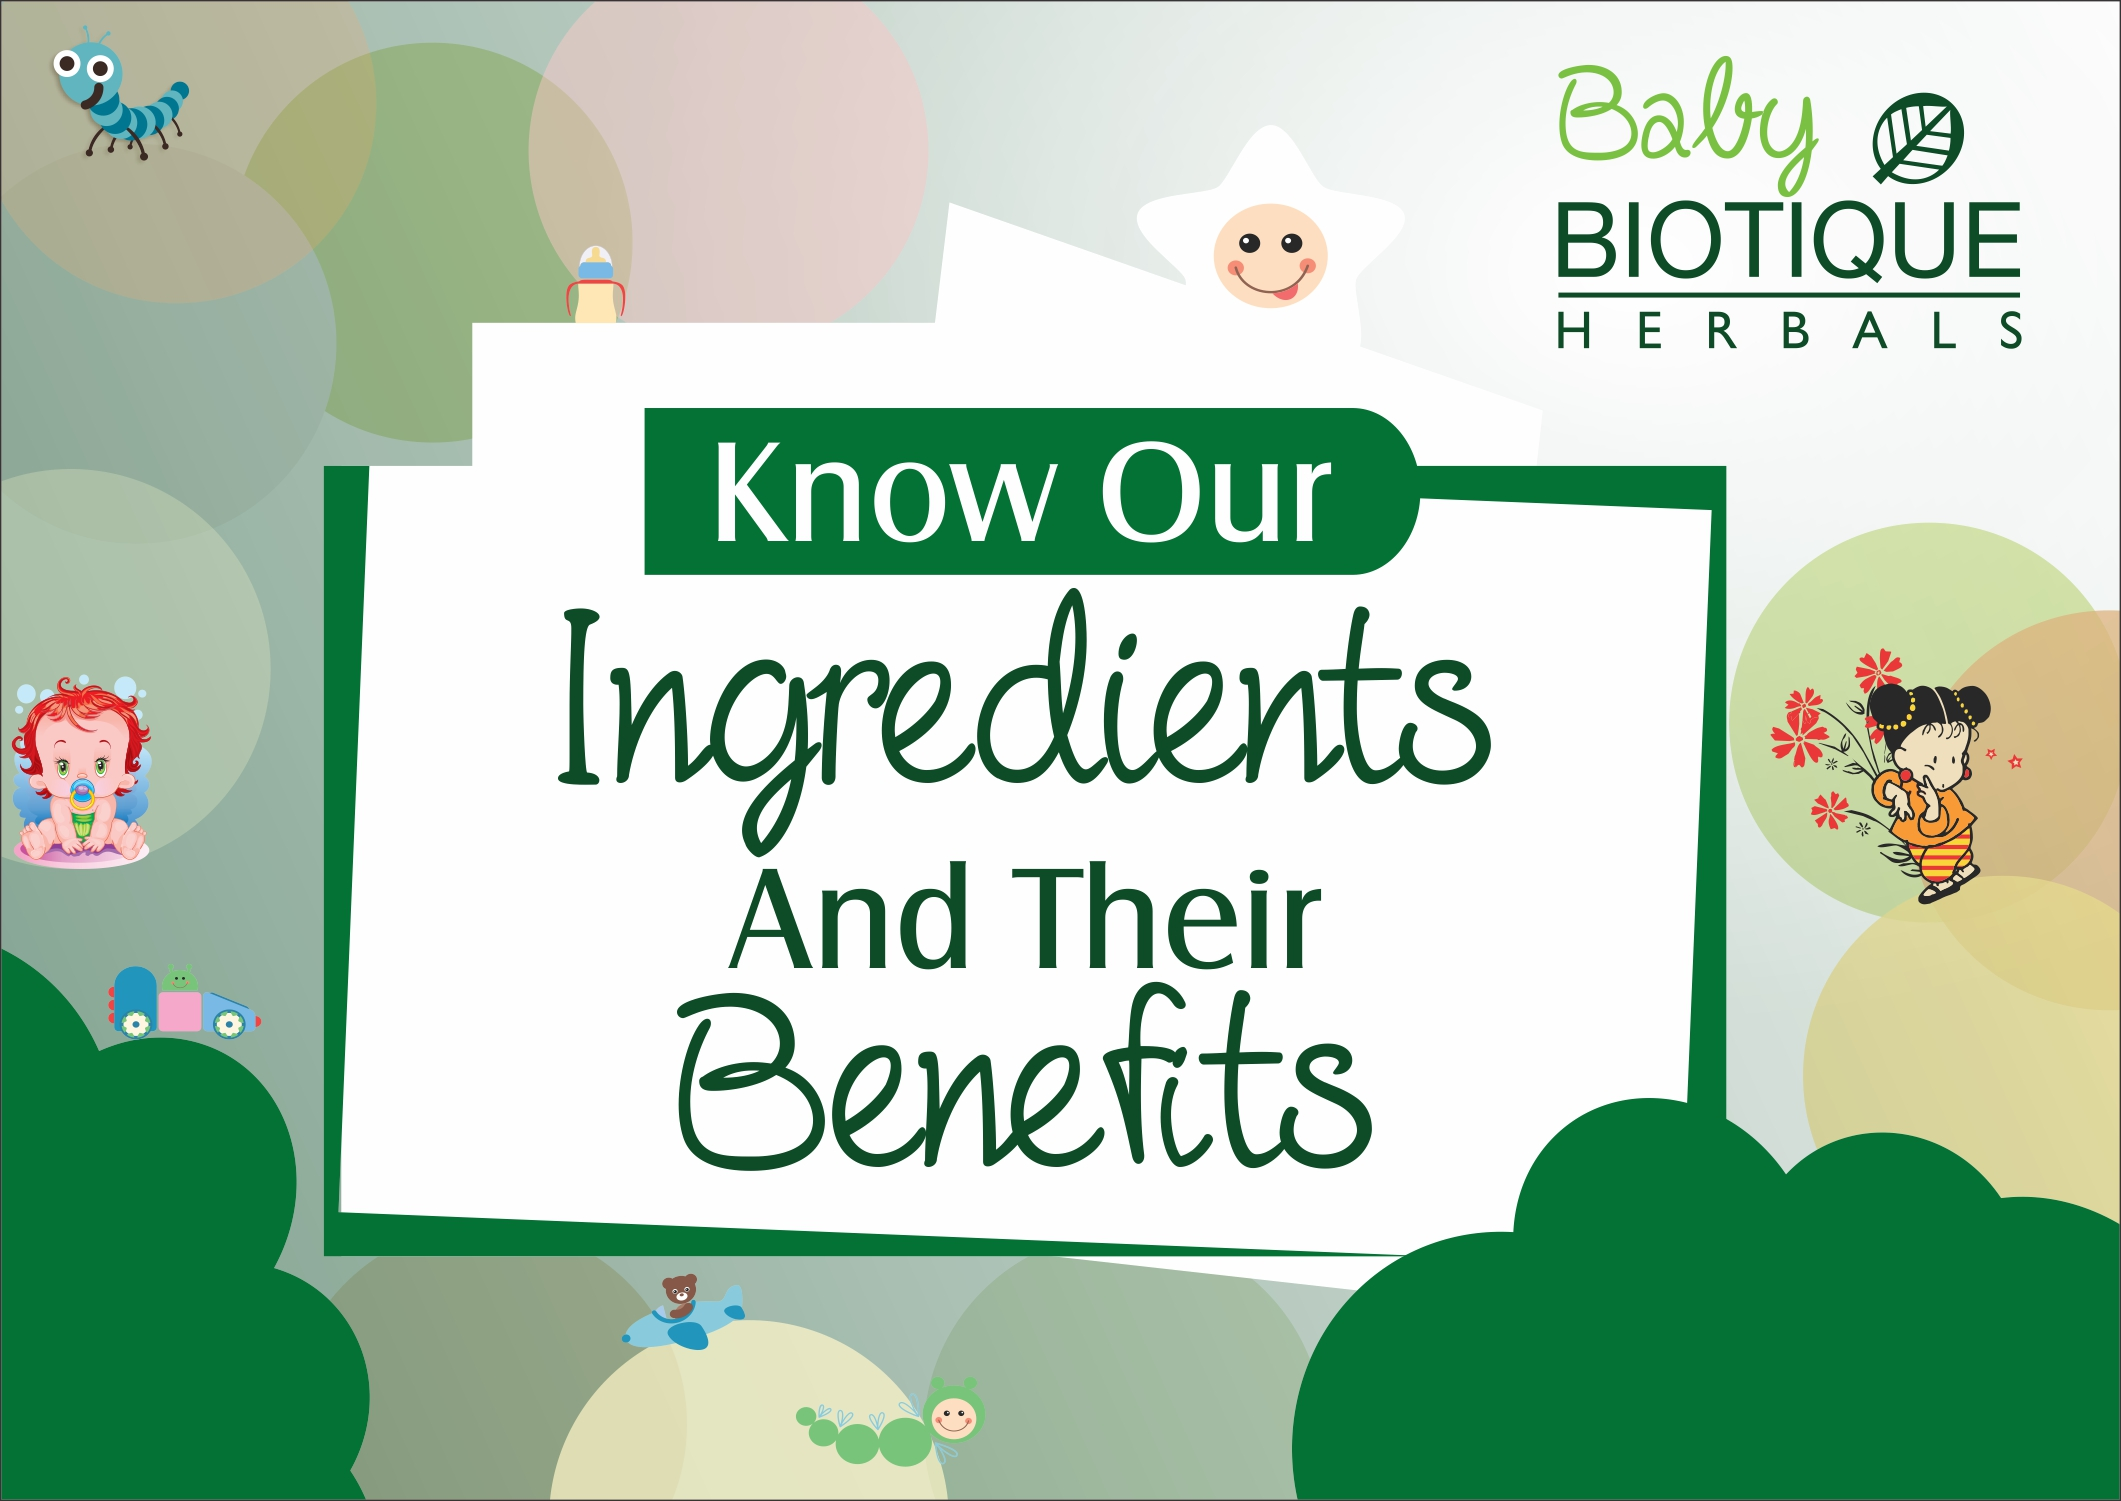 Baby
BIOTIQUE
HERBALS
Know Our
Ingredients
And Their
Benefits